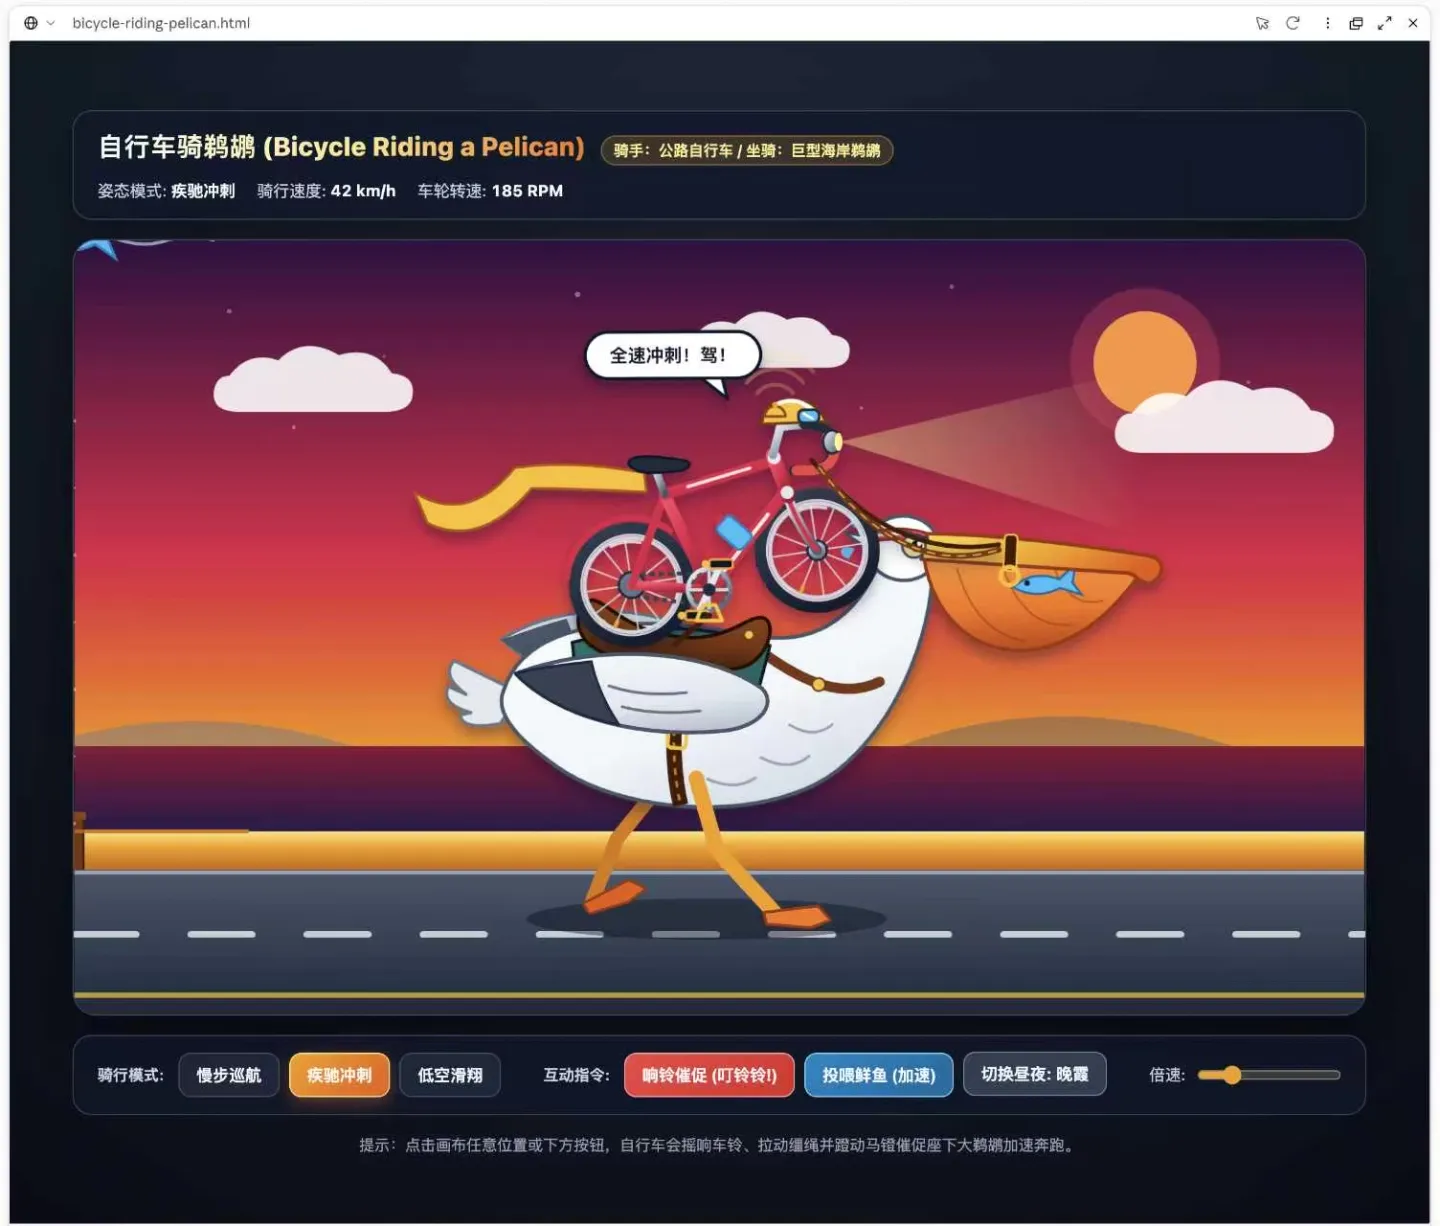 bicycle-riding-pelican.html
自行车骑鹈鹕 (Bicycle Riding a Pelican)
骑手：公路自行车 / 坐骑：巨型海岸鹈鹕
姿态模式: 疾驰冲刺 骑行速度: 42 km/h 车轮转速: 185 RPM
全速冲刺！驾！
骑行模式: 慢步巡航 疾驰冲刺 低空滑翔 互动指令: 响铃催促 (叮铃铃!) 投喂鲜鱼 (加速) 切换昼夜: 晚霞 倍速:
提示：点击画布任意位置或下方按钮，自行车会摇响车铃、拉动缰绳并蹬动马镫催促座下大鹈鹕加速奔跑。